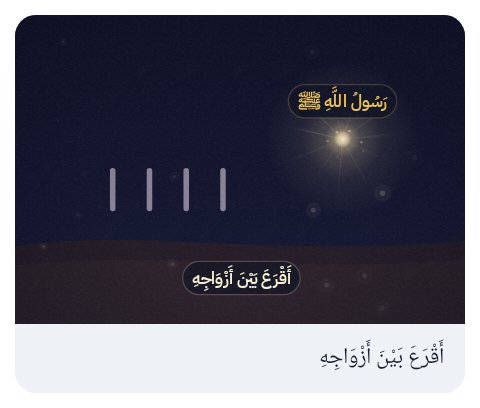 رَسُولُ اللَّهِ ﷺ
أَقْرَعَ بَيْنَ أَزْوَاجِهِ
أَقْرَعَ بَيْنَ أَزْوَاجِهِ